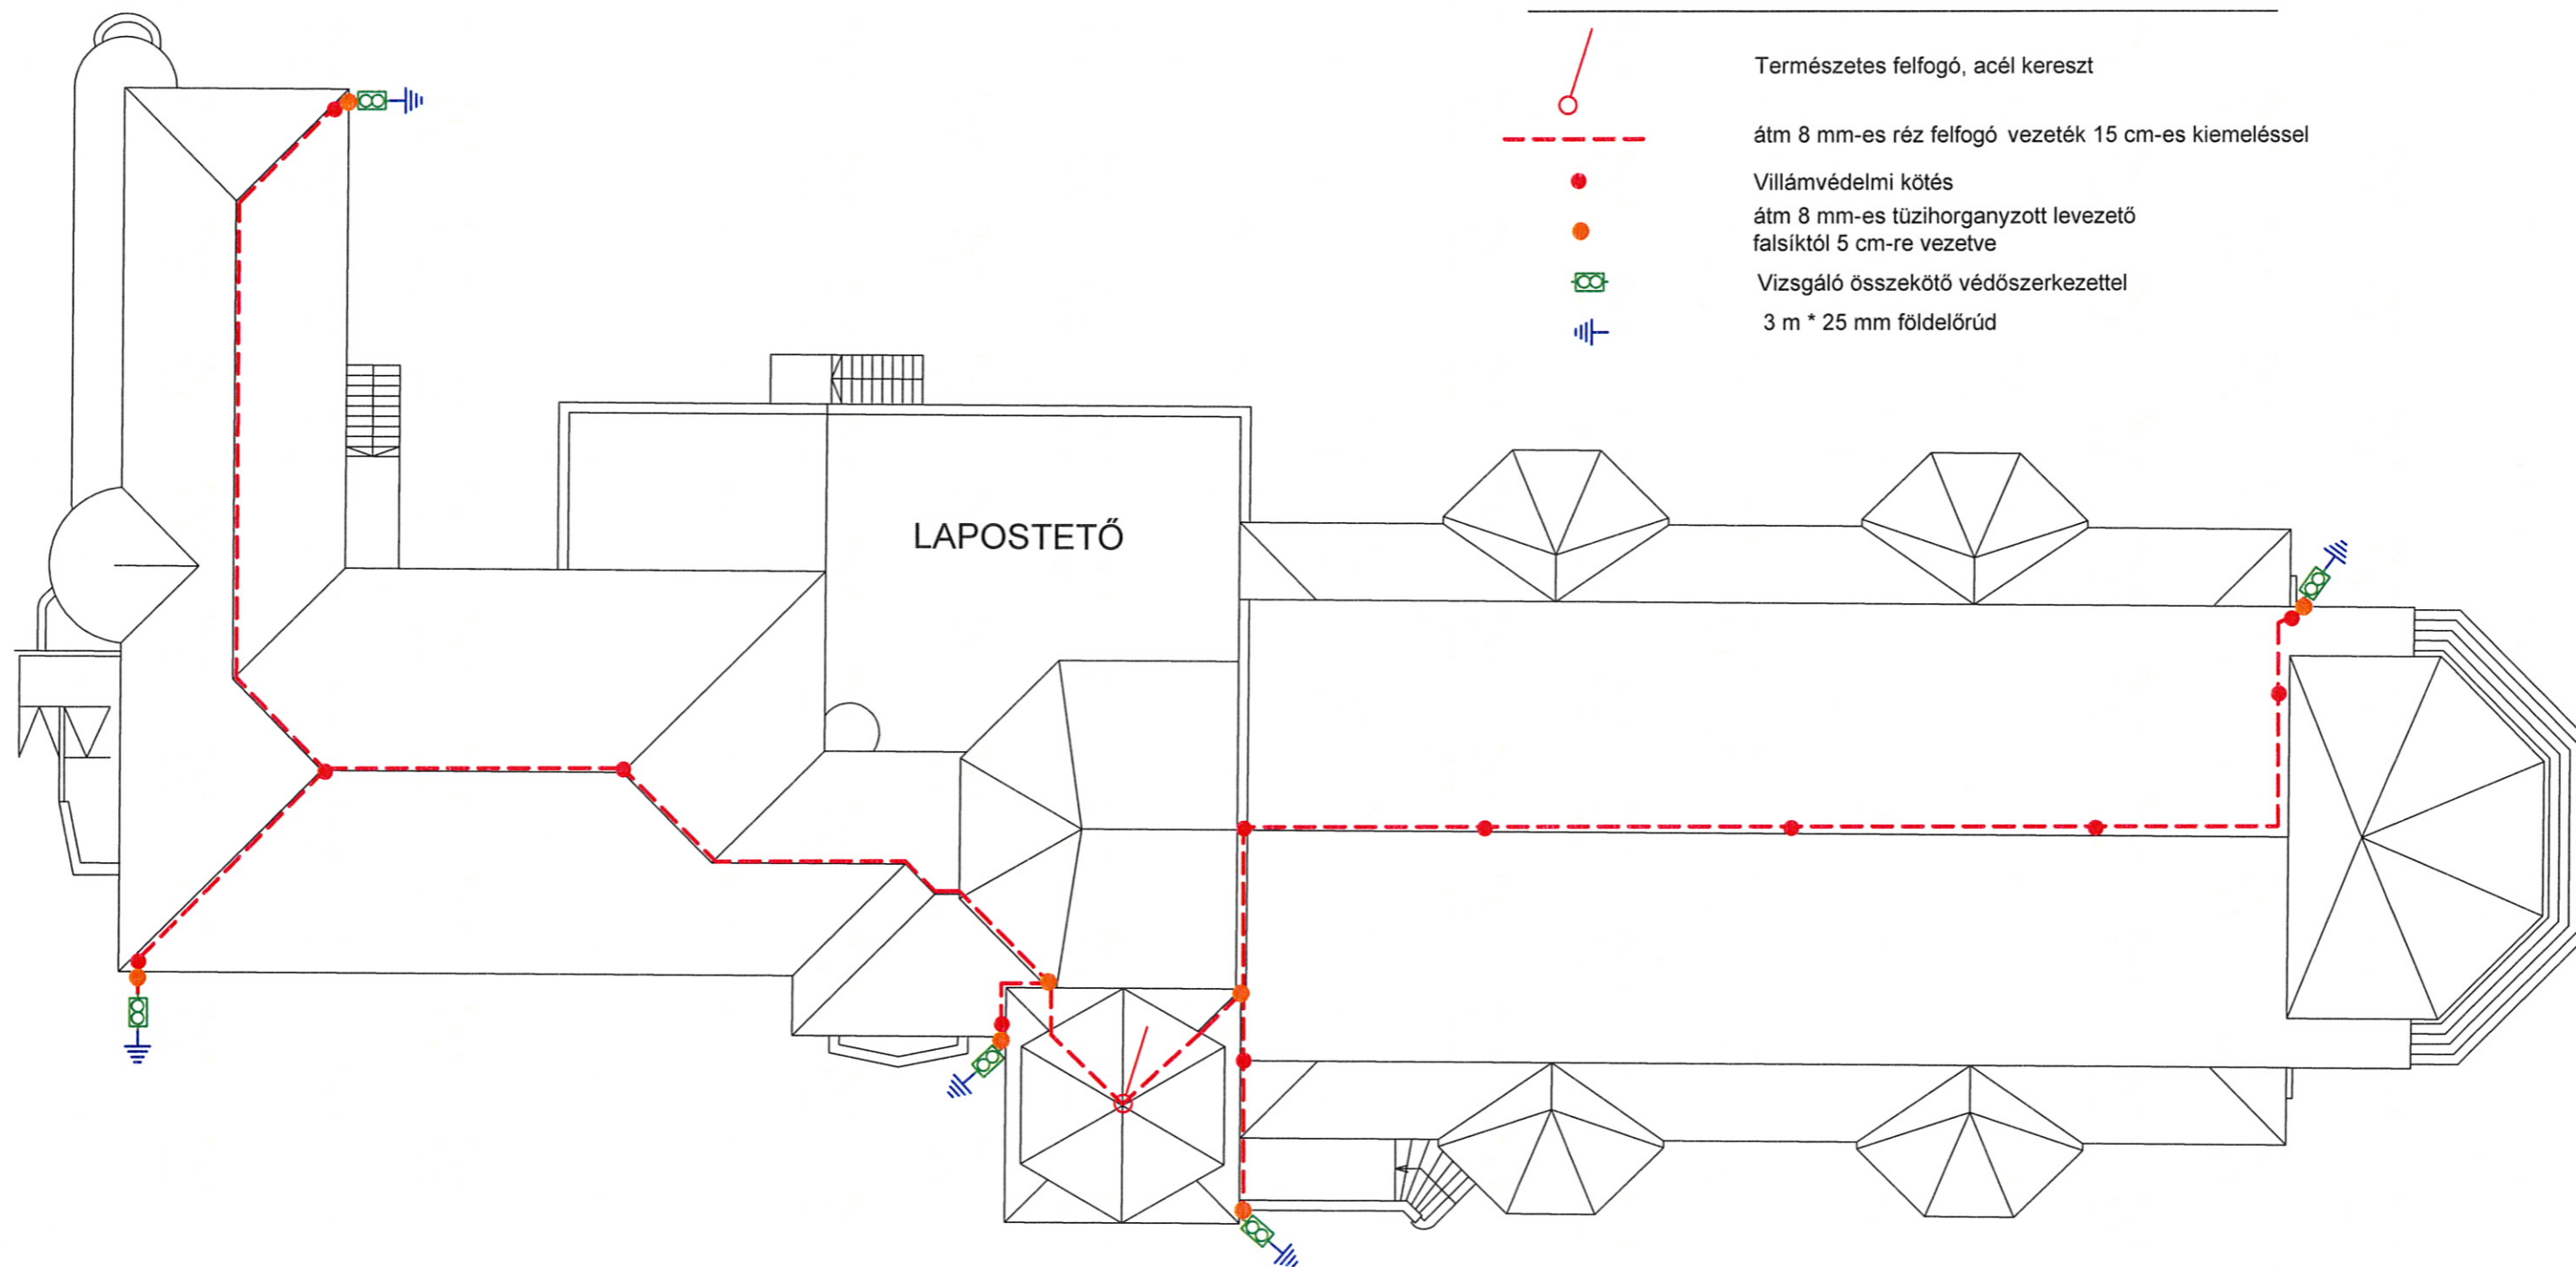 Természetes felfogó, acél kereszt
átm 8 mm-es réz felfogó vezeték 15 cm-es kiemeléssel
Villámvédelmi kötés
átm 8 mm-es tüzihorganyzott levezető
falsíktól 5 cm-re vezetve
Vizsgáló összekötő védőszerkezettel
3 m * 25 mm földelőrúd
LAPOSTETŐ